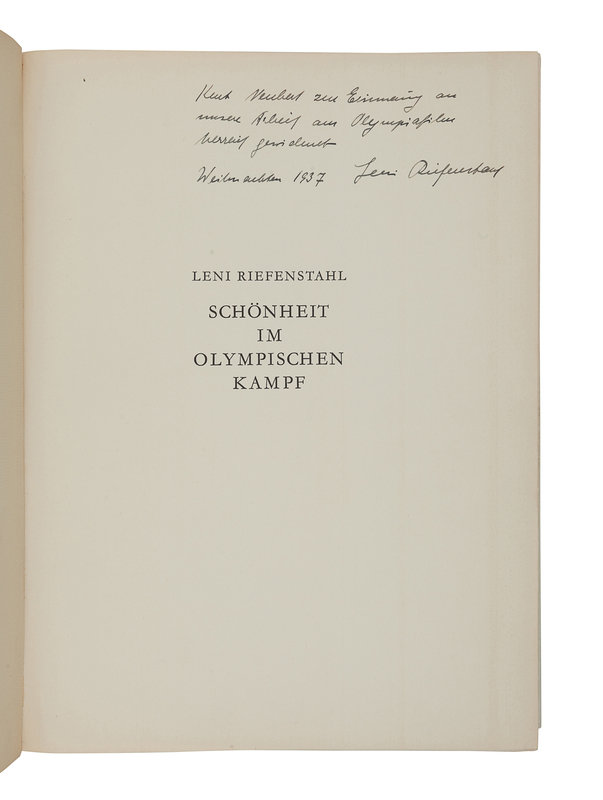 Kurt Neubert zur Erinnerung an
unsere Arbeit am Olympiafilm
gewidmet
Weihnachten 1937 Leni Riefenstahl
LENI RIEFENSTAHL
SCHÖNHEIT
IM
OLYMPISCHEN
KAMPF